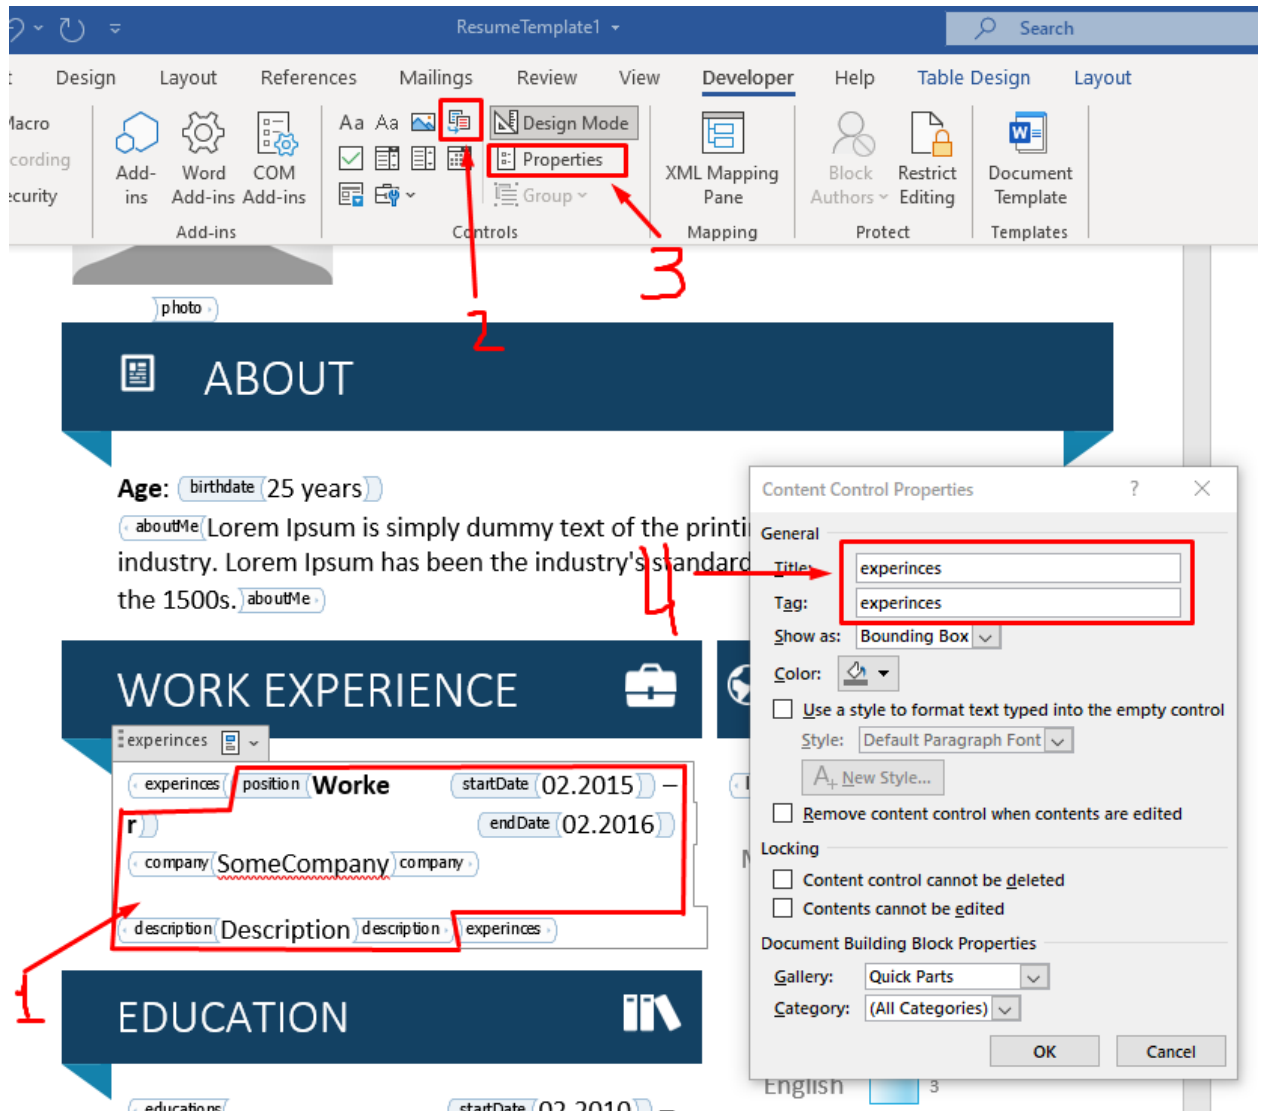 ResumeTemplate1
Search
Design Layout References Mailings Review View Developer Help Table Design Layout
Macro
cording
ecurity
Add-
ins
Word
Add-ins
COM
Add-ins
Add-ins
Aa Aa
Design Mode
Properties
Group
Controls
XML Mapping
Pane
Mapping
Block
Authors
Restrict
Editing
Protect
Document
Template
Templates
3
2
photo
ABOUT
Age: birthdate 25 years
aboutMe Lorem Ipsum is simply dummy text of the printi
industry. Lorem Ipsum has been the industry's standard
the 1500s. aboutMe
4
WORK EXPERIENCE
experinces
experinces position Worke startDate 02.2015 –
r endDate 02.2016
company SomeCompany company
description Description description experinces
1
EDUCATION
educations startDate 02.2010 –
Content Control Properties ? ×
General
Title: experinces
Tag: experinces
Show as: Bounding Box
Color:
Use a style to format text typed into the empty control
Style: Default Paragraph Font
A+ New Style...
Remove content control when contents are edited
Locking
Content control cannot be deleted
Contents cannot be edited
Document Building Block Properties
Gallery: Quick Parts
Category: (All Categories)
OK Cancel
English 3